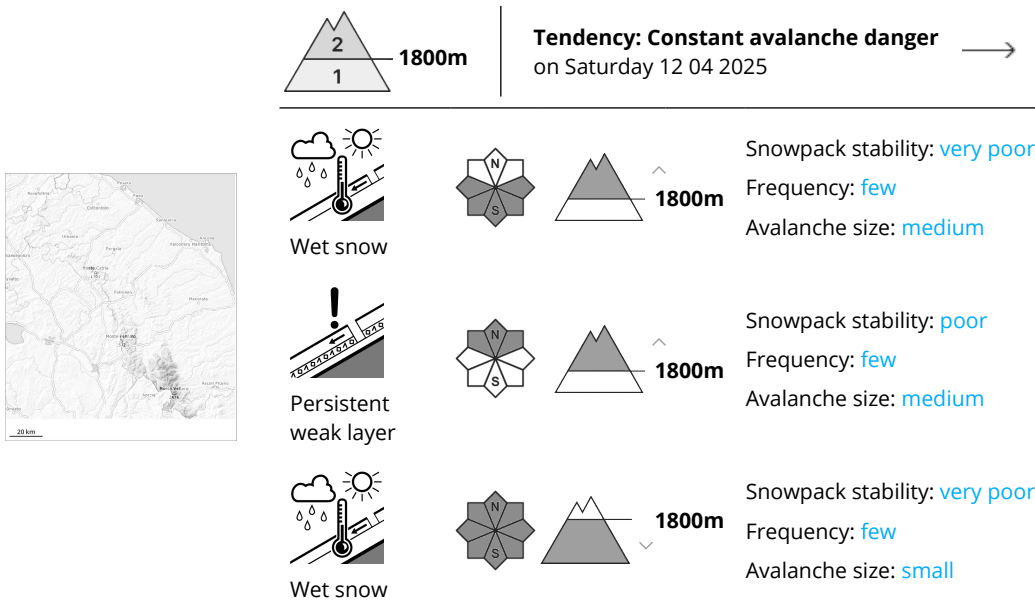 2
1
1800m
Tendency: Constant avalanche danger
on Saturday 12 04 2025
N
S
1800m
Wet snow
Snowpack stability: very poor
Frequency: few
Avalanche size: medium
N
S
1800m
Persistent
weak layer
Snowpack stability: poor
Frequency: few
Avalanche size: medium
N
S
1800m
Wet snow
Snowpack stability: very poor
Frequency: few
Avalanche size: small
20 km